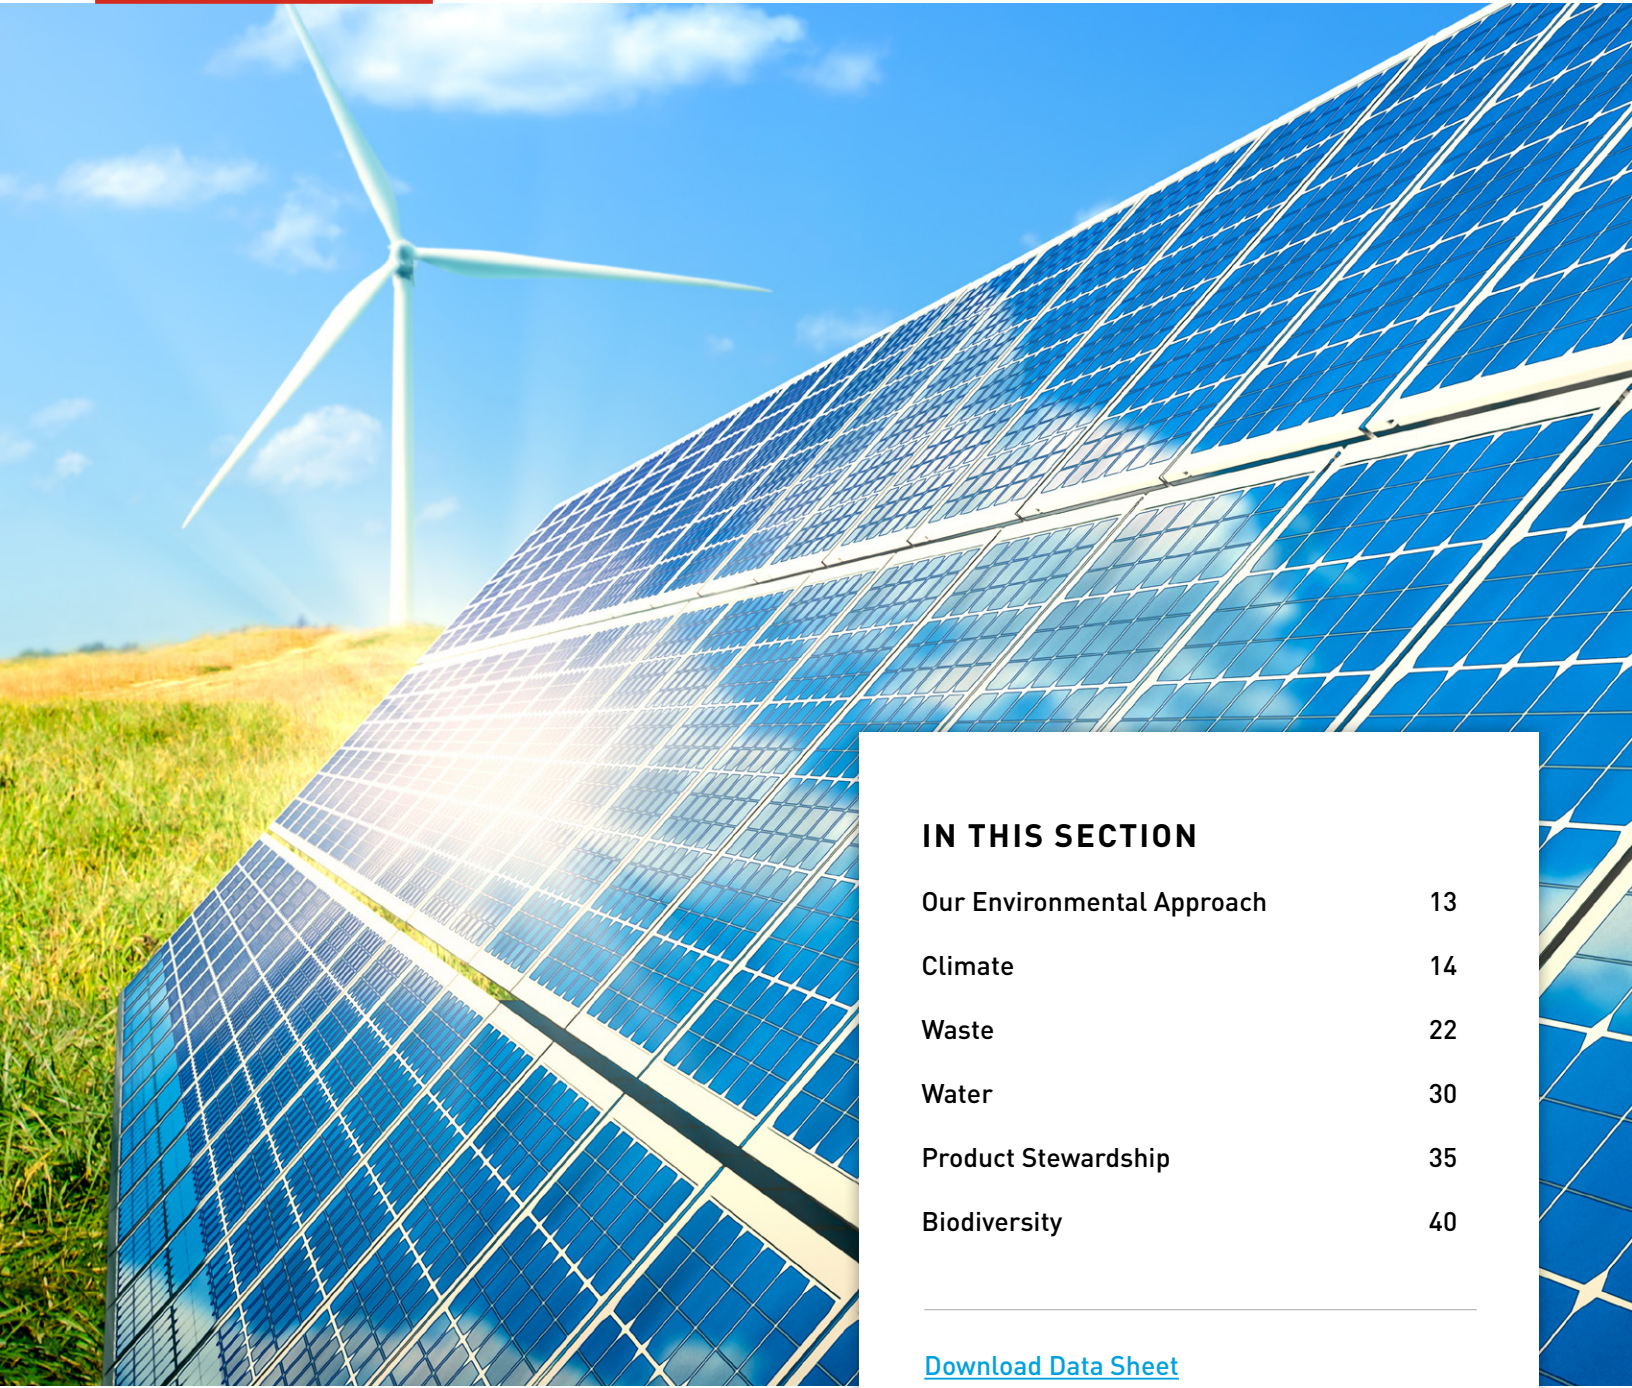 IN THIS SECTION
Our Environmental Approach 13
Climate 14
Waste 22
Water 30
Product Stewardship 35
Biodiversity 40
Download Data Sheet